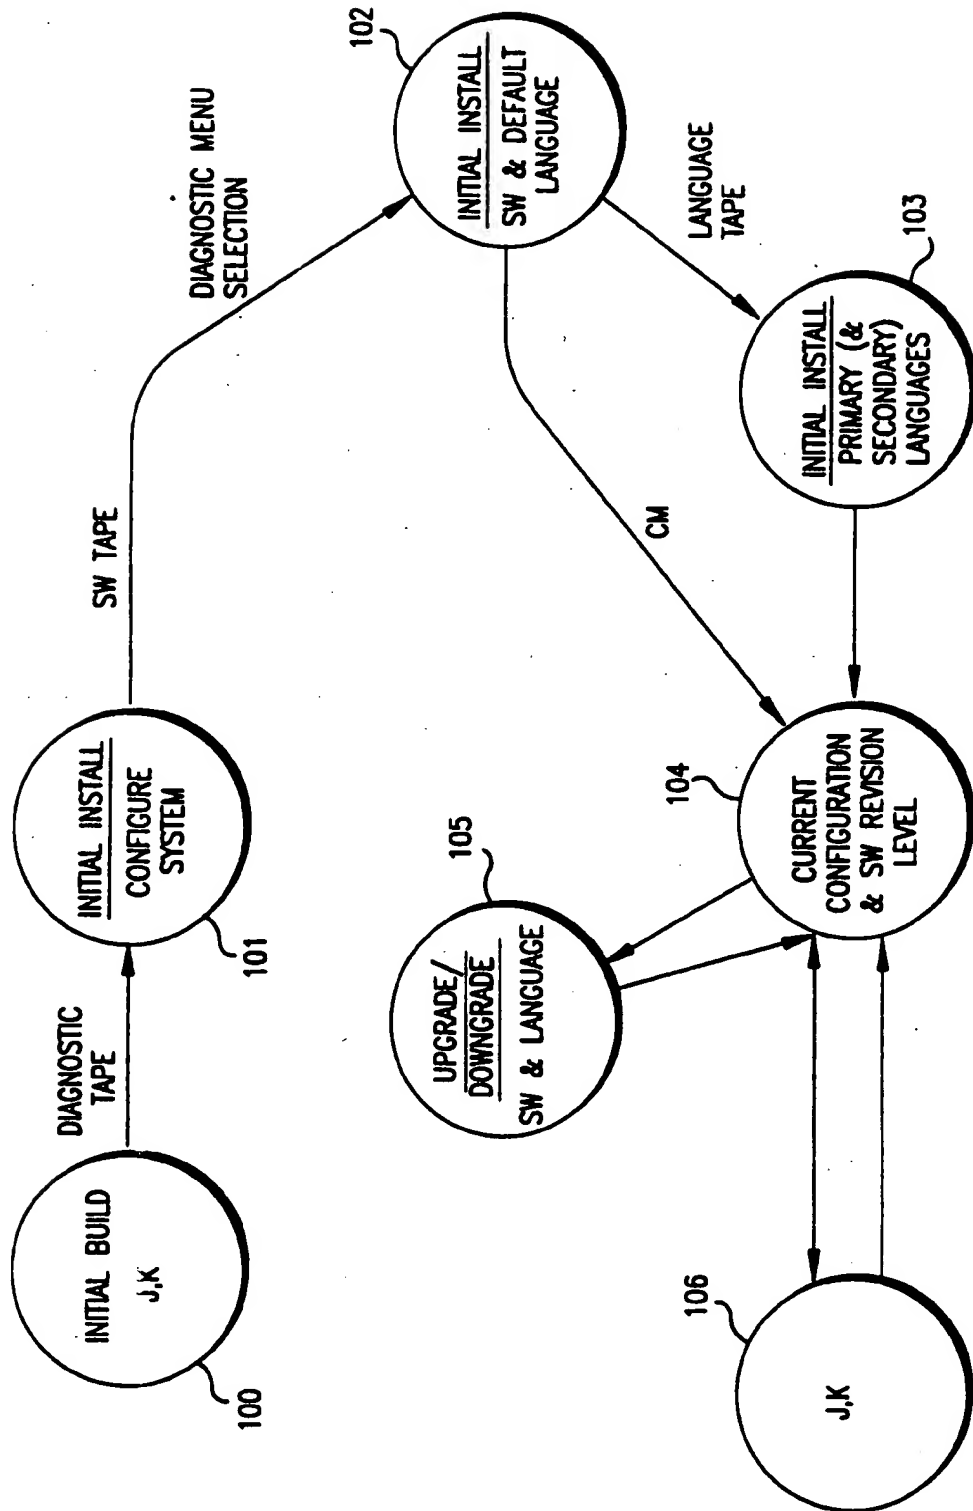 INITIAL BUILD
J,K
100
DIAGNOSTIC
TAPE
INITIAL INSTALL
CONFIGURE
SYSTEM
101
SW TAPE
DIAGNOSTIC MENU
SELECTION
INITIAL INSTALL
SW & DEFAULT
LANGUAGE
102
LANGUAGE
TAPE
INITIAL INSTALL
PRIMARY (&
SECONDARY)
LANGUAGES
103
CM
CURRENT
CONFIGURATION
& SW REVISION
LEVEL
104
UPGRADE/
DOWNGRADE
SW & LANGUAGE
105
J,K
106